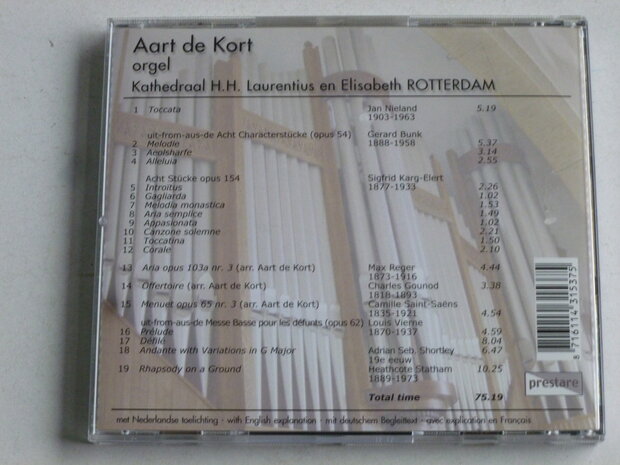 Aart de Kort
orgel
Kathedraal H.H. Laurentius en Elisabeth ROTTERDAM
1 Toccata Jan Nieland 5.19
1903-1963
uit-from-aus-de Acht Characterstücke (opus 54) Gerard Bunk
2 Melodie 1888-1958 5.37
3 Aeolsharfe 3.14
4 Alleluia 2.55
Acht Stücke opus 154 Sigfrid Karg-Elert
5 Introitus 1877-1933 2.26
6 Gagliarda 1.02
7 Melodia monastica 1.53
8 Aria semplice 1.49
9 Appasionata 1.02
10 Canzone solemne 2.21
11 Toccatina 1.50
12 Corale 2.10
13 Aria opus 103a nr. 3 (arr. Aart de Kort) Max Reger 4.44
1873-1916
14 Offertoire (arr. Aart de Kort) Charles Gounod 3.38
1818-1893
15 Menuet opus 65 nr. 3 (arr. Aart de Kort) Camille Saint-Saëns
1835-1921 4.54
uit-from-aus-de Messe Basse pour les défunts (opus 62) Louis Vierne
16 Prélude 1870-1937 4.59
17 Défilé 8.04
18 Andante with Variations in G Major Adrian Seb. Shortley 6.47
19e eeuw
19 Rhapsody on a Ground Heathcote Statham 10.25
1889-1973
Total time 75.19
8 716114 315375
prestare
met Nederlandse toelichting - with English explanation - mit deutschem Begleittext - avec explication en Français